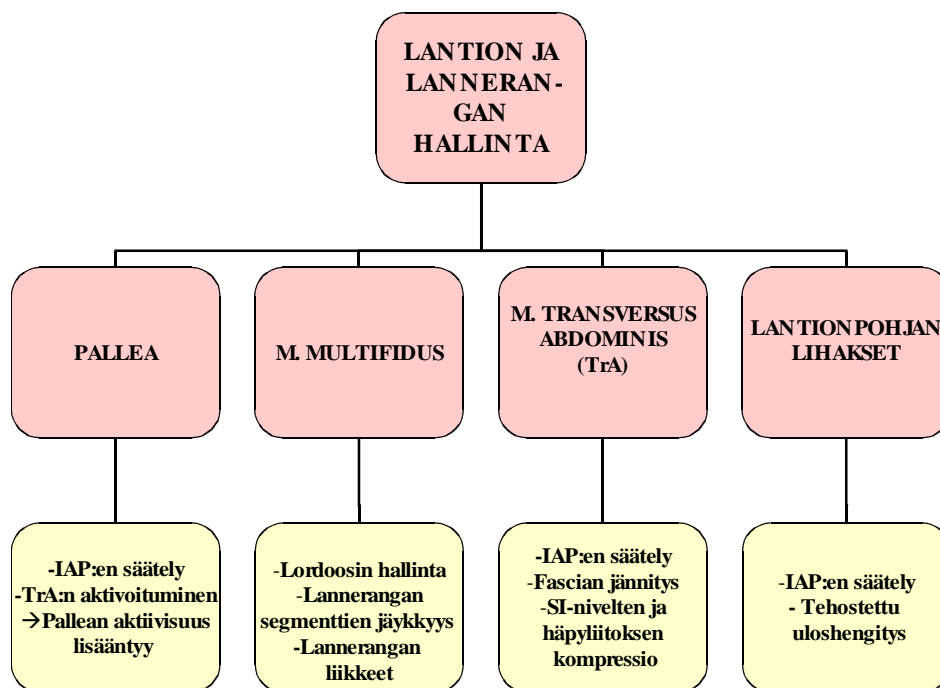 LANTION JA
LANNERAN-
GAN
HALLINTA
PALLEA
M. MULTIFIDUS
M. TRANSVERSUS
ABDOMINIS
(TrA)
LANTIONPOHJAN
LIHAKSET
-IAP:en säätely
-TrA:n aktivoituminen
→Pallean aktiivisuus
lisääntyy
-Lordoosin hallinta
-Lannerangan
segmenttien jäykkyys
-Lannerangan
liikkeet
-IAP:en säätely
-Fascian jännitys
-SI-nivelten ja
häpyliitoksen
kompressio
-IAP:en säätely
- Tehostettu
uloshengitys